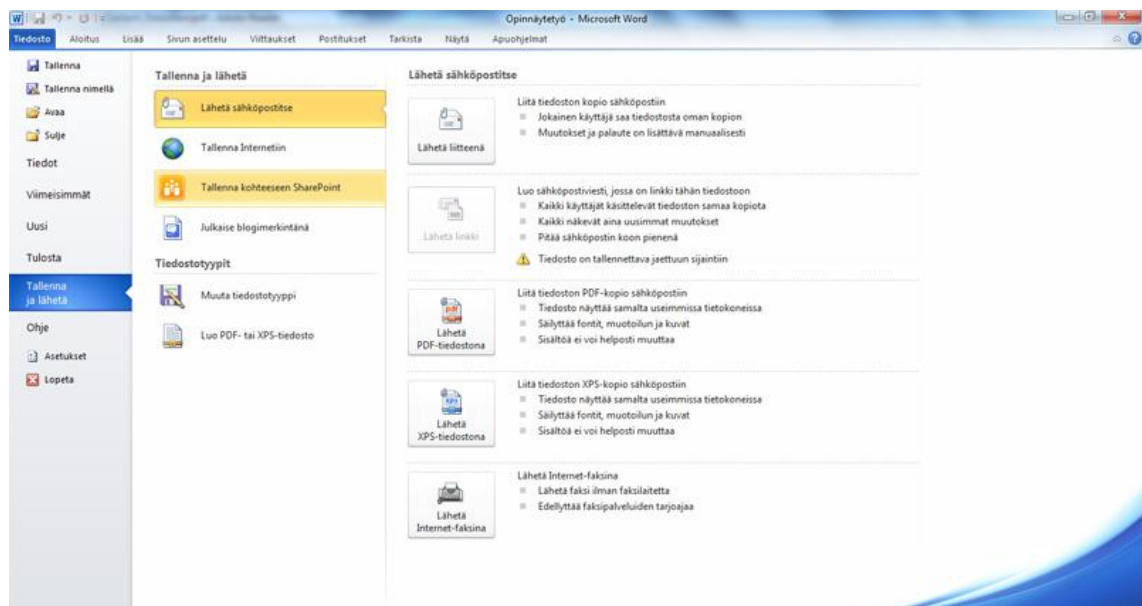 Opinnäytetyö - Microsoft Word
Tiedosto Aloitus Lisää Sivun asettelu Viittaukset Postitukset Tarkista Näytä Apuohjelmat
Tallenna
Tallenna nimellä
Avaa
Sulje
Tiedot
Viimeisimmät
Uusi
Tulosta
Tallenna
ja lähetä
Ohje
Asetukset
Lopeta
Tallenna ja lähetä
Lähetä sähköpostitse
Tallenna Internetiin
Tallenna kohteeseen SharePoint
Julkaise blogimerkintänä
Tiedostotyypit
Muuta tiedostotyyppi
Luo PDF- tai XPS-tiedosto
Lähetä sähköpostitse
Lähetä liitteenä
Liitä tiedoston kopio sähköpostiin
Jokainen käyttäjä saa tiedostosta oman kopion
Muutokset ja palaute on lisättävä manuaalisesti
Lähetä linkki
Luo sähköpostiviesti, jossa on linkki tähän tiedostoon
Kaikki käyttäjät käsittelevät tiedoston samaa kopiota
Kaikki näkevät aina uusimmat muutokset
Pitää sähköpostin koon pienenä
Tiedosto on tallennettava jaettuun sijaintiin
Lähetä
PDF-tiedostona
Liitä tiedoston PDF-kopio sähköpostiin
Tiedosto näyttää samalta useimmissa tietokoneissa
Säilyttää fontit, muotoilun ja kuvat
Sisältöä ei voi helposti muuttaa
Lähetä
XPS-tiedostona
Liitä tiedoston XPS-kopio sähköpostiin
Tiedosto näyttää samalta useimmissa tietokoneissa
Säilyttää fontit, muotoilun ja kuvat
Sisältöä ei voi helposti muuttaa
Lähetä
Internet-faksina
Lähetä Internet-faksina
Lähetä faksi ilman faksilaitetta
Edellyttää faksipalveluiden tarjoajaa